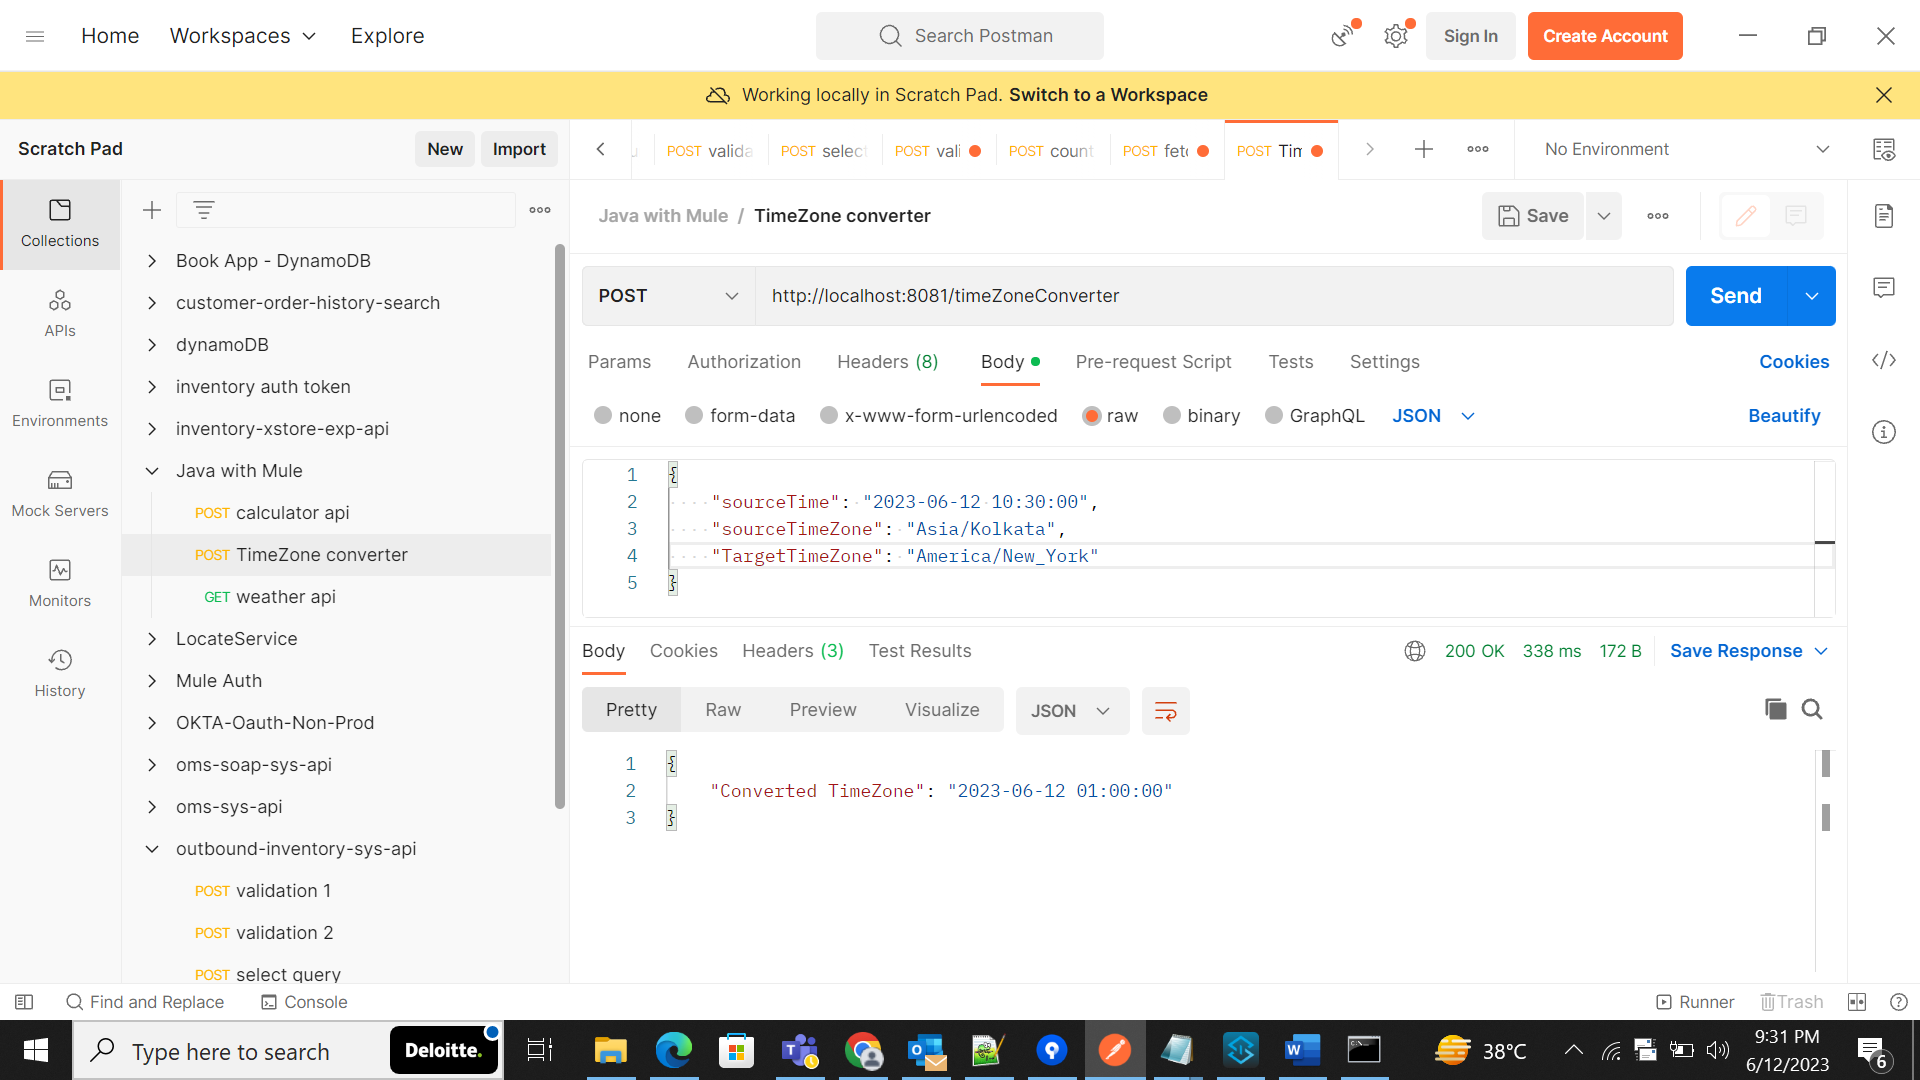 Home Workspaces Explore Search Postman Sign In Create Account
Working locally in Scratch Pad. Switch to a Workspace
Scratch Pad New Import
POST valida POST select POST vali POST count POST fet POST Tim No Environment
Java with Mule / TimeZone converter Save
Collections
APIs
Environments
Mock Servers
Monitors
History
Book App - DynamoDB
customer-order-history-search
dynamoDB
inventory auth token
inventory-xstore-exp-api
Java with Mule
POST calculator api
POST TimeZone converter
GET weather api
LocateService
Mule Auth
OKTA-Oauth-Non-Prod
oms-soap-sys-api
oms-sys-api
outbound-inventory-sys-api
POST validation 1
POST validation 2
POST select query
POST http://localhost:8081/timeZoneConverter Send
Params Authorization Headers (8) Body Pre-request Script Tests Settings Cookies
none form-data x-www-form-urlencoded raw binary GraphQL JSON Beautify
1 {
2 "sourceTime": "2023-06-12 10:30:00",
3 "sourceTimeZone": "Asia/Kolkata",
4 "TargetTimeZone": "America/New_York"
5 }
Body Cookies Headers (3) Test Results 200 OK 338 ms 172 B Save Response
Pretty Raw Preview Visualize JSON
1 {
2 "Converted TimeZone": "2023-06-12 01:00:00"
3 }
Find and Replace Console Runner Trash
Type here to search Deloitte. 38°C 9:31 PM
6/12/2023 6